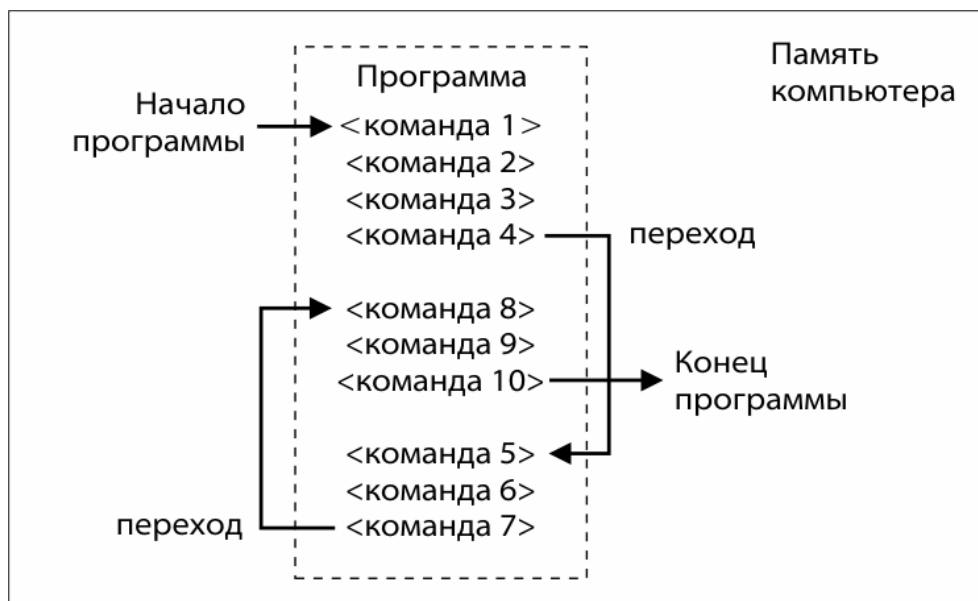 Память
компьютера
Программа
Начало
программы
<команда 1>
<команда 2>
<команда 3>
<команда 4>
переход
<команда 8>
<команда 9>
<команда 10>
Конец
программы
<команда 5>
<команда 6>
<команда 7>
переход